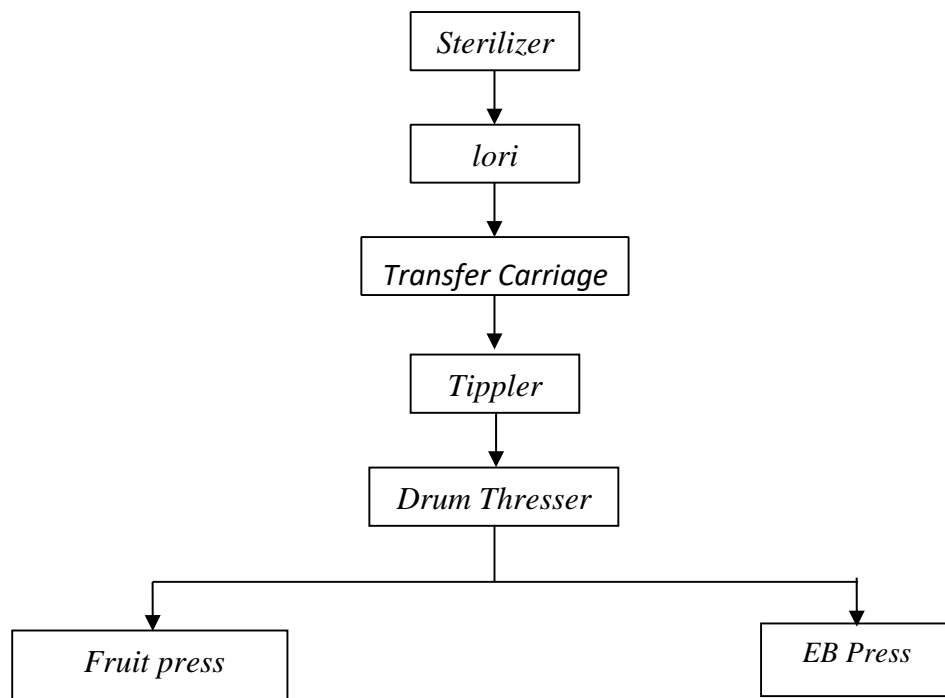 Sterilizer
lori
Transfer Carriage
Tippler
Drum Thresser
Fruit press
EB Press